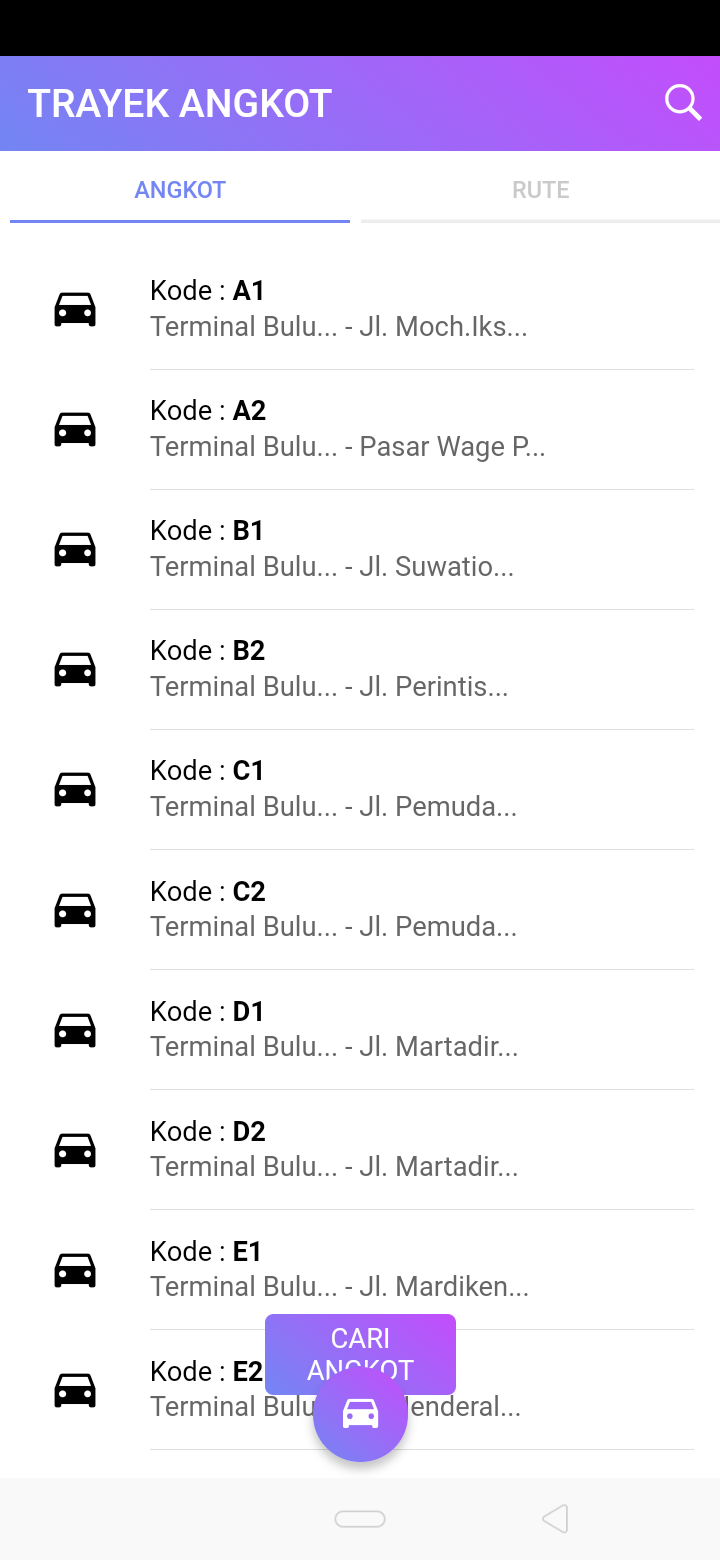 TRAYEK ANGKOT
ANGKOT
RUTE
Kode : A1
Terminal Bulu... - Jl. Moch.Iks...
Kode : A2
Terminal Bulu... - Pasar Wage P...
Kode : B1
Terminal Bulu... - Jl. Suwatio...
Kode : B2
Terminal Bulu... - Jl. Perintis...
Kode : C1
Terminal Bulu... - Jl. Pemuda...
Kode : C2
Terminal Bulu... - Jl. Pemuda...
Kode : D1
Terminal Bulu... - Jl. Martadir...
Kode : D2
Terminal Bulu... - Jl. Martadir...
Kode : E1
Terminal Bulu... - Jl. Mardiken...
CARI
ANGKOT
Kode : E2
Terminal Bulu enderal...